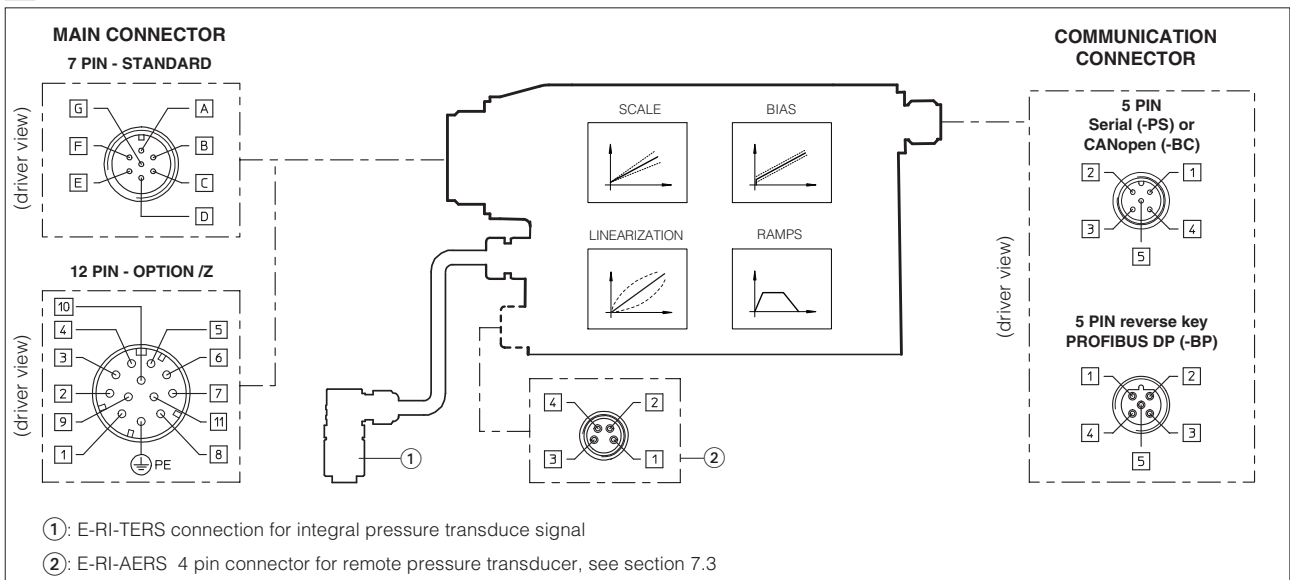 MAIN CONNECTOR
7 PIN - STANDARD
(driver view)
G
A
F
B
E
C
D
12 PIN - OPTION /Z
(driver view)
10
4
5
3
6
2
7
9
11
1
8
PE
SCALE
BIAS
LINEARIZATION
RAMPS
1
4
2
3
1
2
COMMUNICATION
CONNECTOR
(driver view)
5 PIN
Serial (-PS) or
CANopen (-BC)
2
1
3
4
5
5 PIN reverse key
PROFIBUS DP (-BP)
1
2
4
3
5
1: E-RI-TERS connection for integral pressure transduce signal
2: E-RI-AERS 4 pin connector for remote pressure transducer, see section 7.3